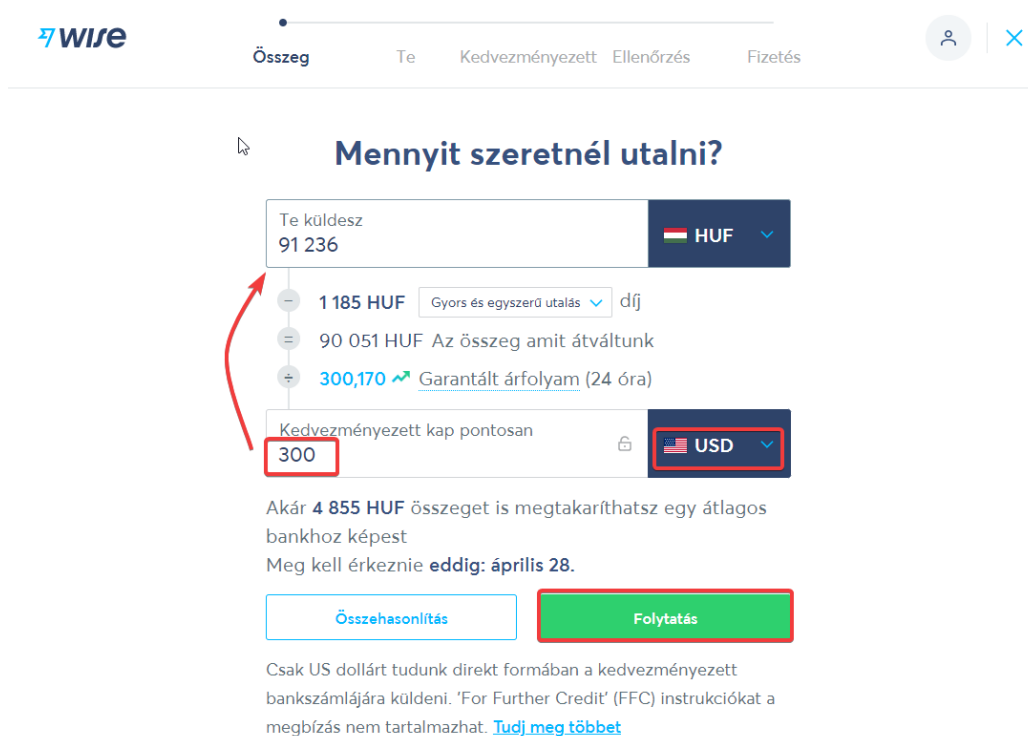 wise
Összeg Te Kedvezményezett Ellenőrzés Fizetés
Mennyit szeretnél utalni?
Te küldesz
91 236
HUF
− 1 185 HUF Gyors és egyszerű utalás díj
= 90 051 HUF Az összeg amit átváltunk
÷ 300,170 Garantált árfolyam (24 óra)
Kedvezményezett kap pontosan
300
USD
Akár 4 855 HUF összeget is megtakaríthatsz egy átlagos
bankhoz képest
Meg kell érkeznie eddig: április 28.
Összehasonlítás Folytatás
Csak US dollárt tudunk direkt formában a kedvezményezett
bankszámlájára küldeni. 'For Further Credit' (FFC) instrukciókat a
megbízás nem tartalmazhat. Tudj meg többet